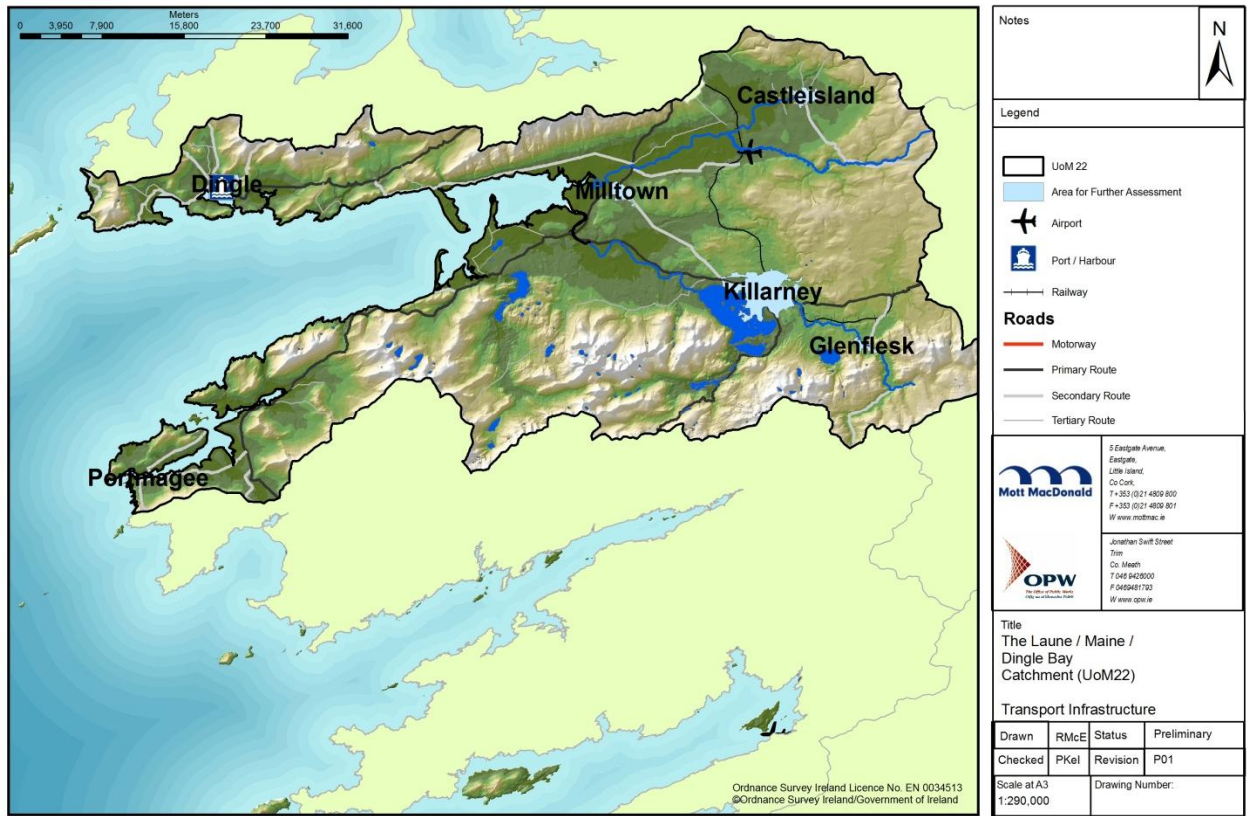 Meters
0 3,950 7,900 15,800 23,700 31,600
Castleisland
Dingle
Milltown
Killarney
Glenflesk
Portmagee
Ordnance Survey Ireland Licence No. EN 0034513
©Ordnance Survey Ireland/Government of Ireland
Notes
N
Legend
UoM 22
Area for Further Assessment
Airport
Port / Harbour
Railway
Roads
Motorway
Primary Route
Secondary Route
Tertiary Route
Mott MacDonald
5 Eastgate Avenue,
Eastgate,
Little Island,
Co Cork,
T +353 (0)21 4809 800
F +353 (0)21 4809 801
W www.mottmac.ie
OPW
The Office of Public Works
Jonathan Swift Street
Trim
Co. Meath
T 046 9426000
F 0469481793
W www.opw.ie
Title
The Laune / Maine /
Dingle Bay
Catchment (UoM22)
Transport Infrastructure
Drawn RMcE Status Preliminary
Checked PKel Revision P01
Scale at A3
1:290,000
Drawing Number: